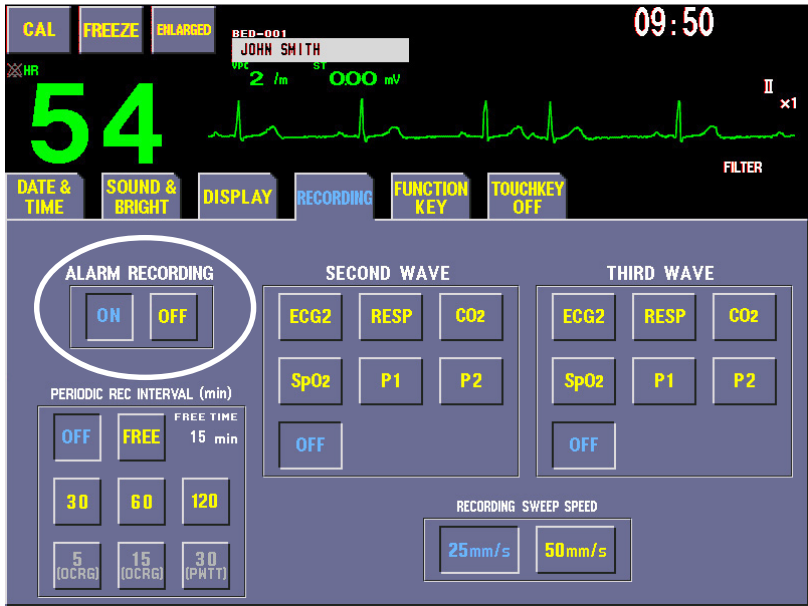 CAL FREEZE ENLARGED
BED-001
09:50
JOHN SMITH
HR
VPC 2 /m ST 0.00 mV
54
II
×1
FILTER
DATE & TIME
SOUND & BRIGHT
DISPLAY
RECORDING
FUNCTION KEY
TOUCHKEY OFF
ALARM RECORDING
ON OFF
SECOND WAVE
ECG2 RESP CO2
SpO2 P1 P2
OFF
THIRD WAVE
ECG2 RESP CO2
SpO2 P1 P2
OFF
PERIODIC REC INTERVAL (min)
OFF FREE
FREE TIME
15 min
30 60 120
5 (OCRG) 15 (OCRG) 30 (PWTT)
RECORDING SWEEP SPEED
25mm/s 50mm/s